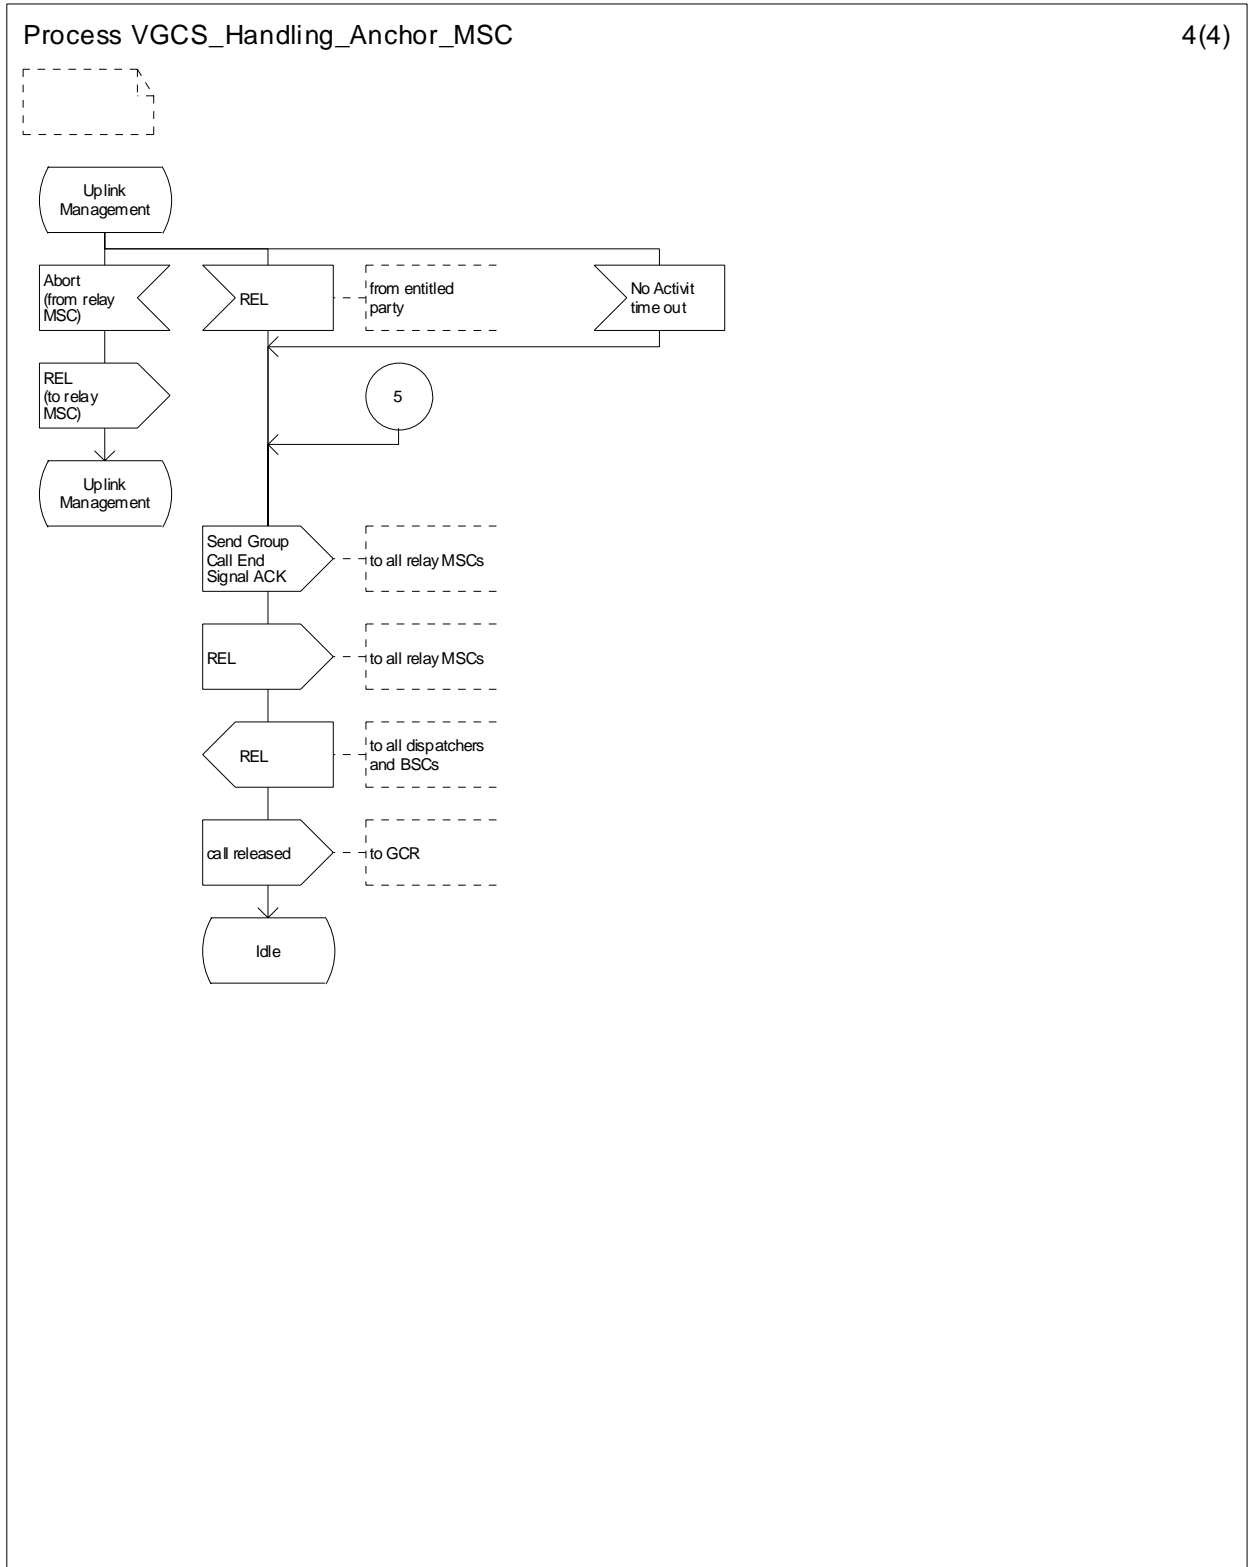 Process VGCS_Handling_Anchor_MSC
4(4)
Uplink
Management
Abort
(from relay
MSC)
REL
from entitled
party
No Activit
time out
REL
(to relay
MSC)
5
Uplink
Management
Send Group
Call End
Signal ACK
to all relay MSCs
REL
to all relay MSCs
REL
to all dispatchers
and BSCs
call released
to GCR
Idle